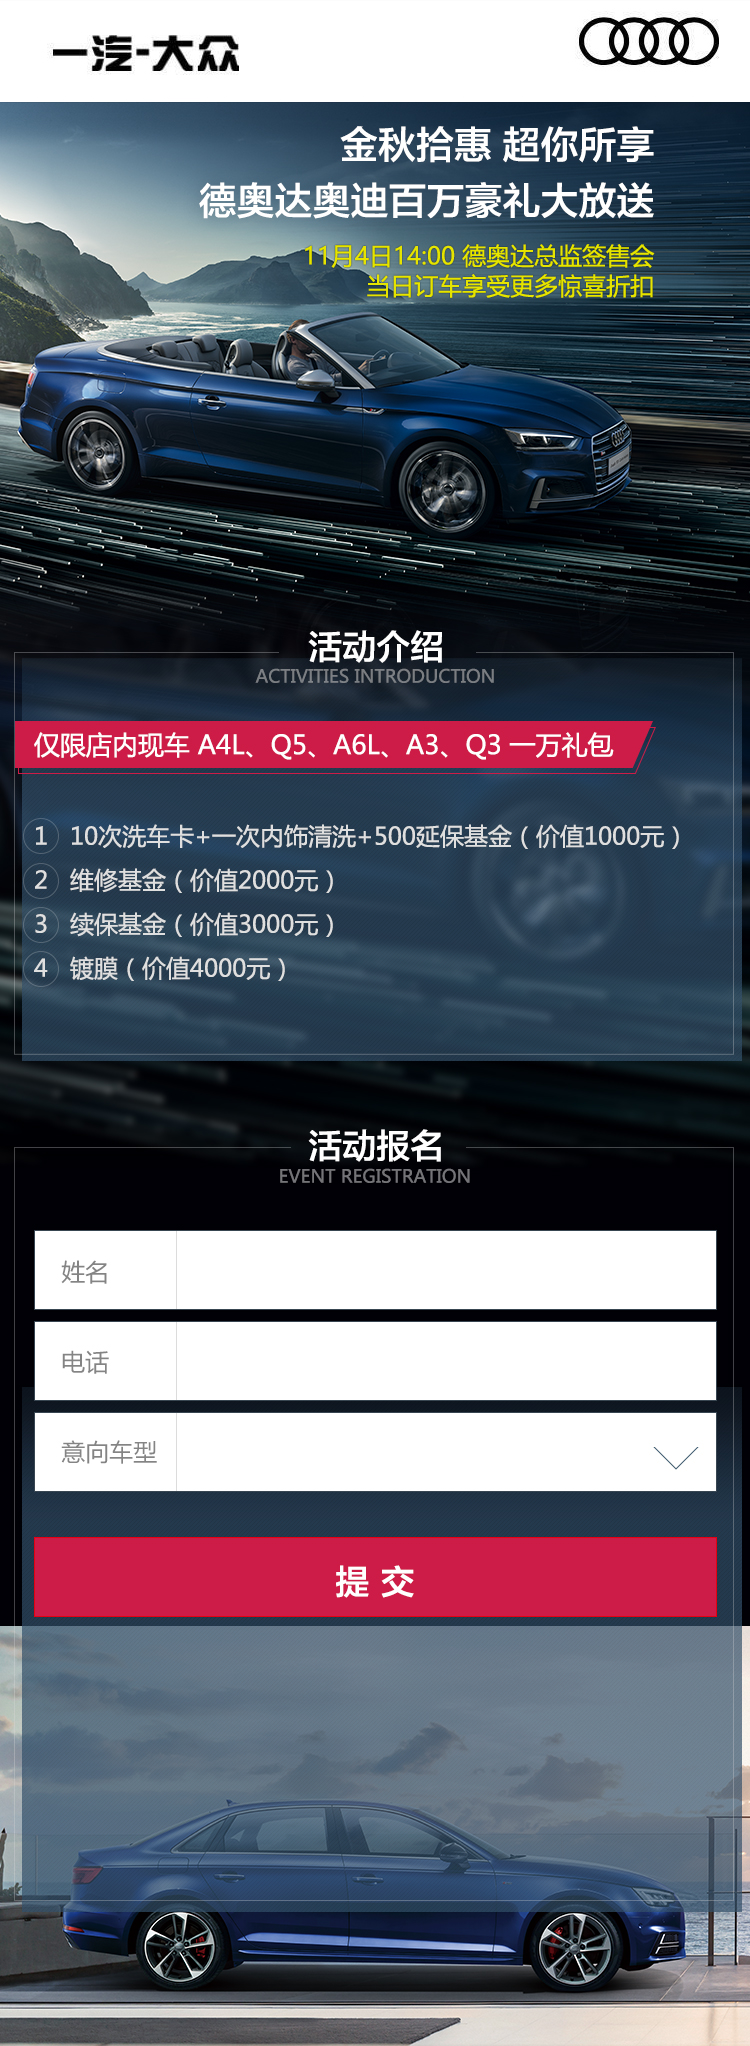 一汽-大众
金秋拾惠 超你所享
德奥达奥迪百万豪礼大放送
11月4日14:00 德奥达总监签售会
当日订车享受更多惊喜折扣
活动介绍
ACTIVITIES INTRODUCTION
仅限店内现车 A4L、Q5、A6L、A3、Q3 一万礼包
1 10次洗车卡+一次内饰清洗+500延保基金（价值1000元）
2 维修基金（价值2000元）
3 续保基金（价值3000元）
4 镀膜（价值4000元）
活动报名
EVENT REGISTRATION
姓名
电话
意向车型
提 交